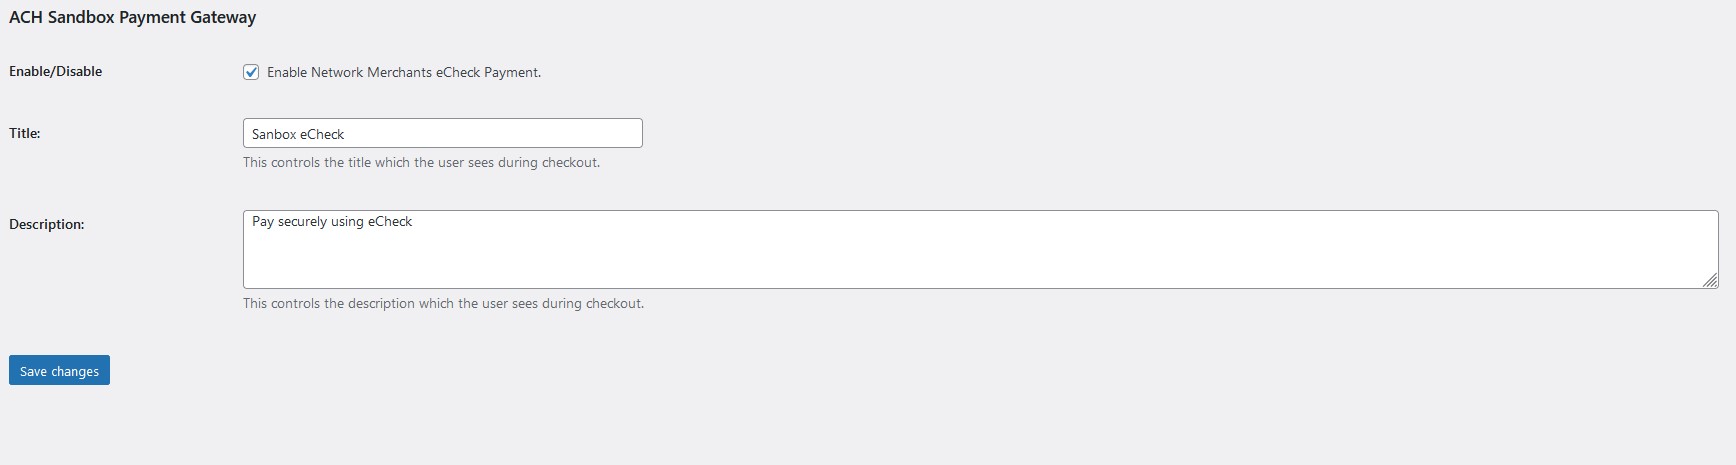 ACH Sandbox Payment Gateway
Enable/Disable
Enable Network Merchants eCheck Payment.
Title:
Sanbox eCheck
This controls the title which the user sees during checkout.
Description:
Pay securely using eCheck
This controls the description which the user sees during checkout.
Save changes